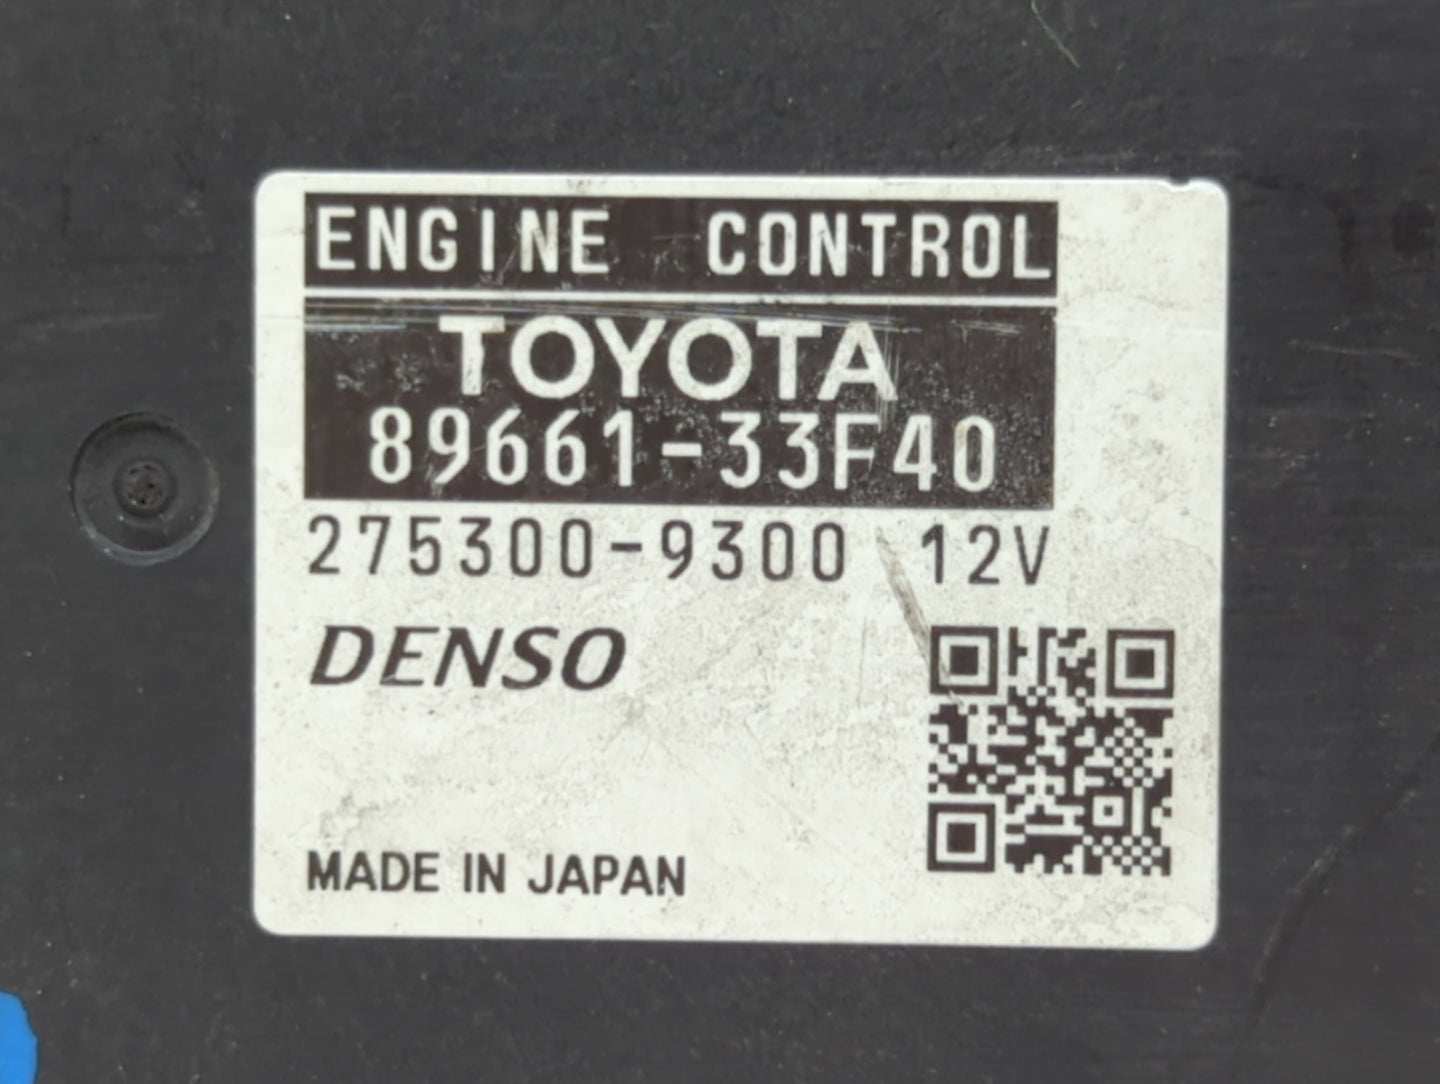 ENGINE CONTROL
TOYOTA
89661-33F40
275300-9300 12V
DENSO
MADE IN JAPAN